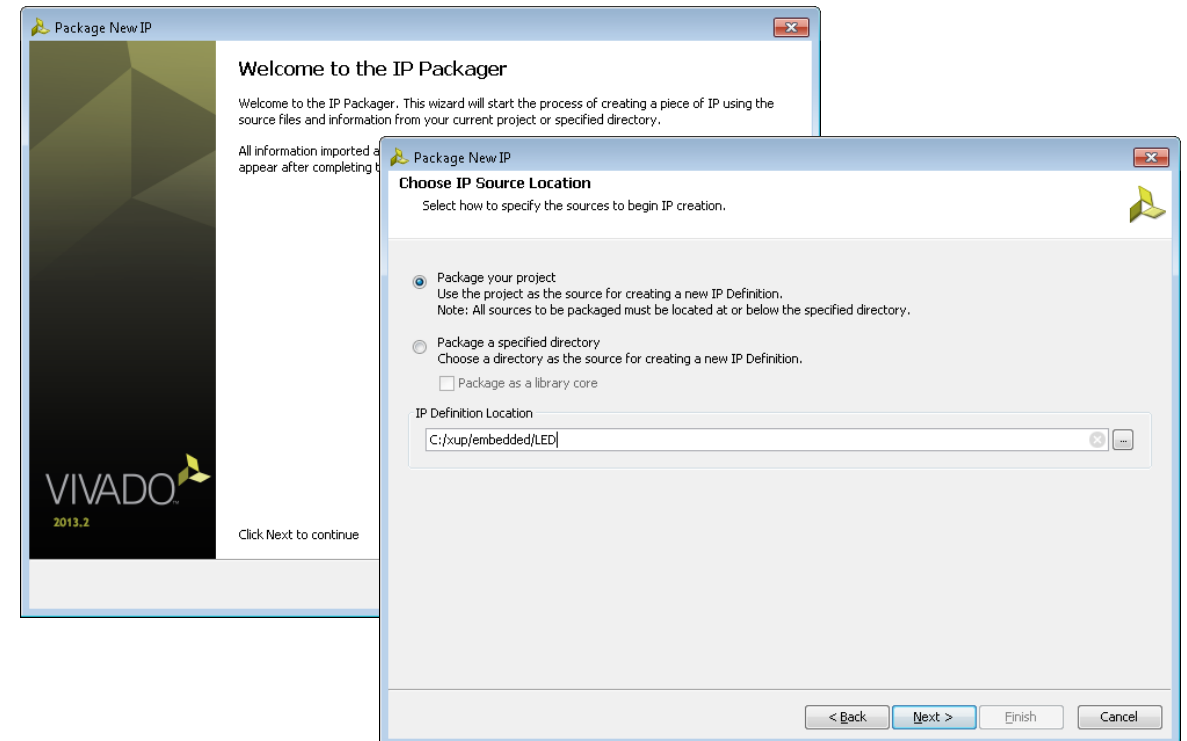 Package New IP
Welcome to the IP Packager
Welcome to the IP Packager. This wizard will start the process of creating a piece of IP using the
source files and information from your current project or specified directory.
All information imported a
appear after completing t
VIVADO
2013.2
Click Next to continue
Package New IP
Choose IP Source Location
Select how to specify the sources to begin IP creation.
Package your project
Use the project as the source for creating a new IP Definition.
Note: All sources to be packaged must be located at or below the specified directory.
Package a specified directory
Choose a directory as the source for creating a new IP Definition.
Package as a library core
IP Definition Location
C:/xup/embedded/LED
...
< Back Next > Finish Cancel